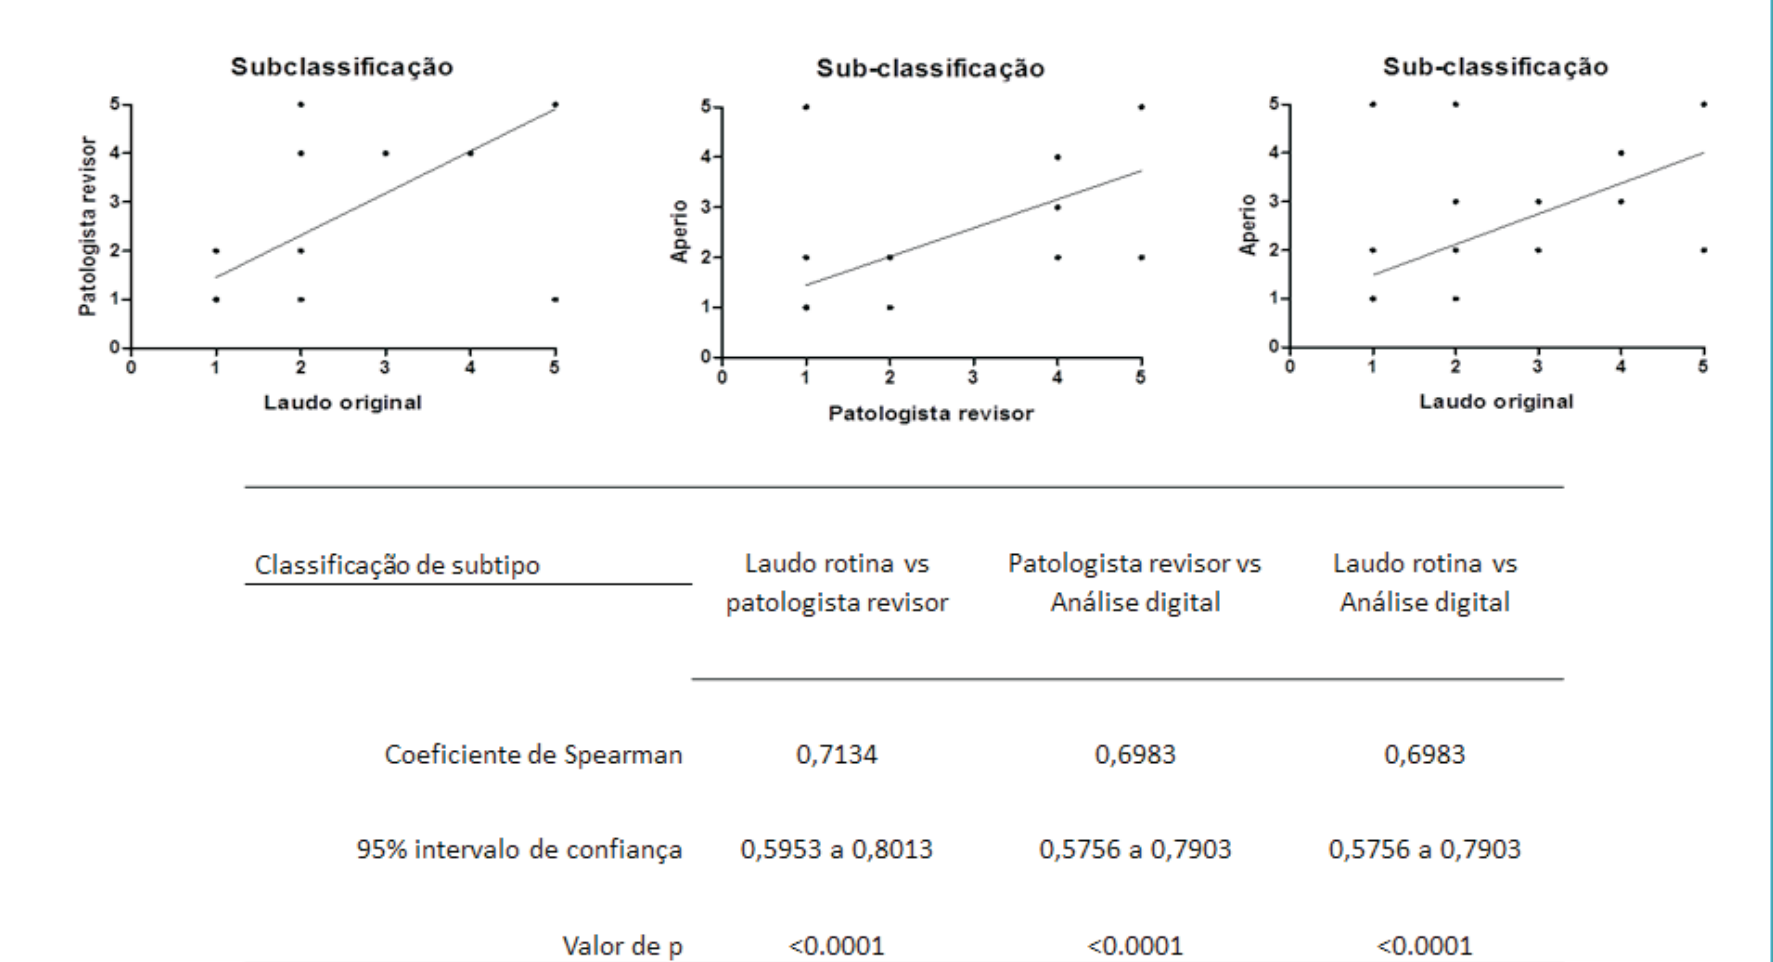 Subclassificação
Patologista revisor
5
4
3
2
1
0
0 1 2 3 4 5
Laudo original
Sub-classificação
Aperio
5
4
3
2
1
0
0 1 2 3 4 5
Patologista revisor
Sub-classificação
Aperio
5
4
3
2
1
0
0 1 2 3 4 5
Laudo original
Classificação de subtipo
Laudo rotina vs
patologista revisor
Patologista revisor vs
Análise digital
Laudo rotina vs
Análise digital
Coeficiente de Spearman 0,7134 0,6983 0,6983
95% intervalo de confiança 0,5953 a 0,8013 0,5756 a 0,7903 0,5756 a 0,7903
Valor de p <0.0001 <0.0001 <0.0001